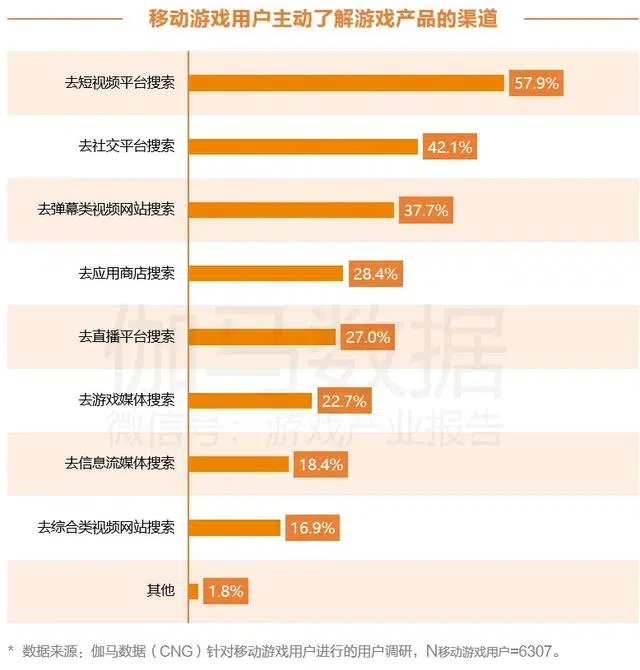 移动游戏用户主动了解游戏产品的渠道
去短视频平台搜索 57.9%
去社交平台搜索 42.1%
去弹幕类视频网站搜索 37.7%
去应用商店搜索 28.4%
去直播平台搜索 27.0%
伽马数据
去游戏媒体搜索 22.7%
微信号：游戏产业报告
去信息流媒体搜索 18.4%
去综合类视频网站搜索 16.9%
其他 1.8%
* 数据来源：伽马数据（CNG）针对移动游戏用户进行的用户调研，N移动游戏用户=6307。